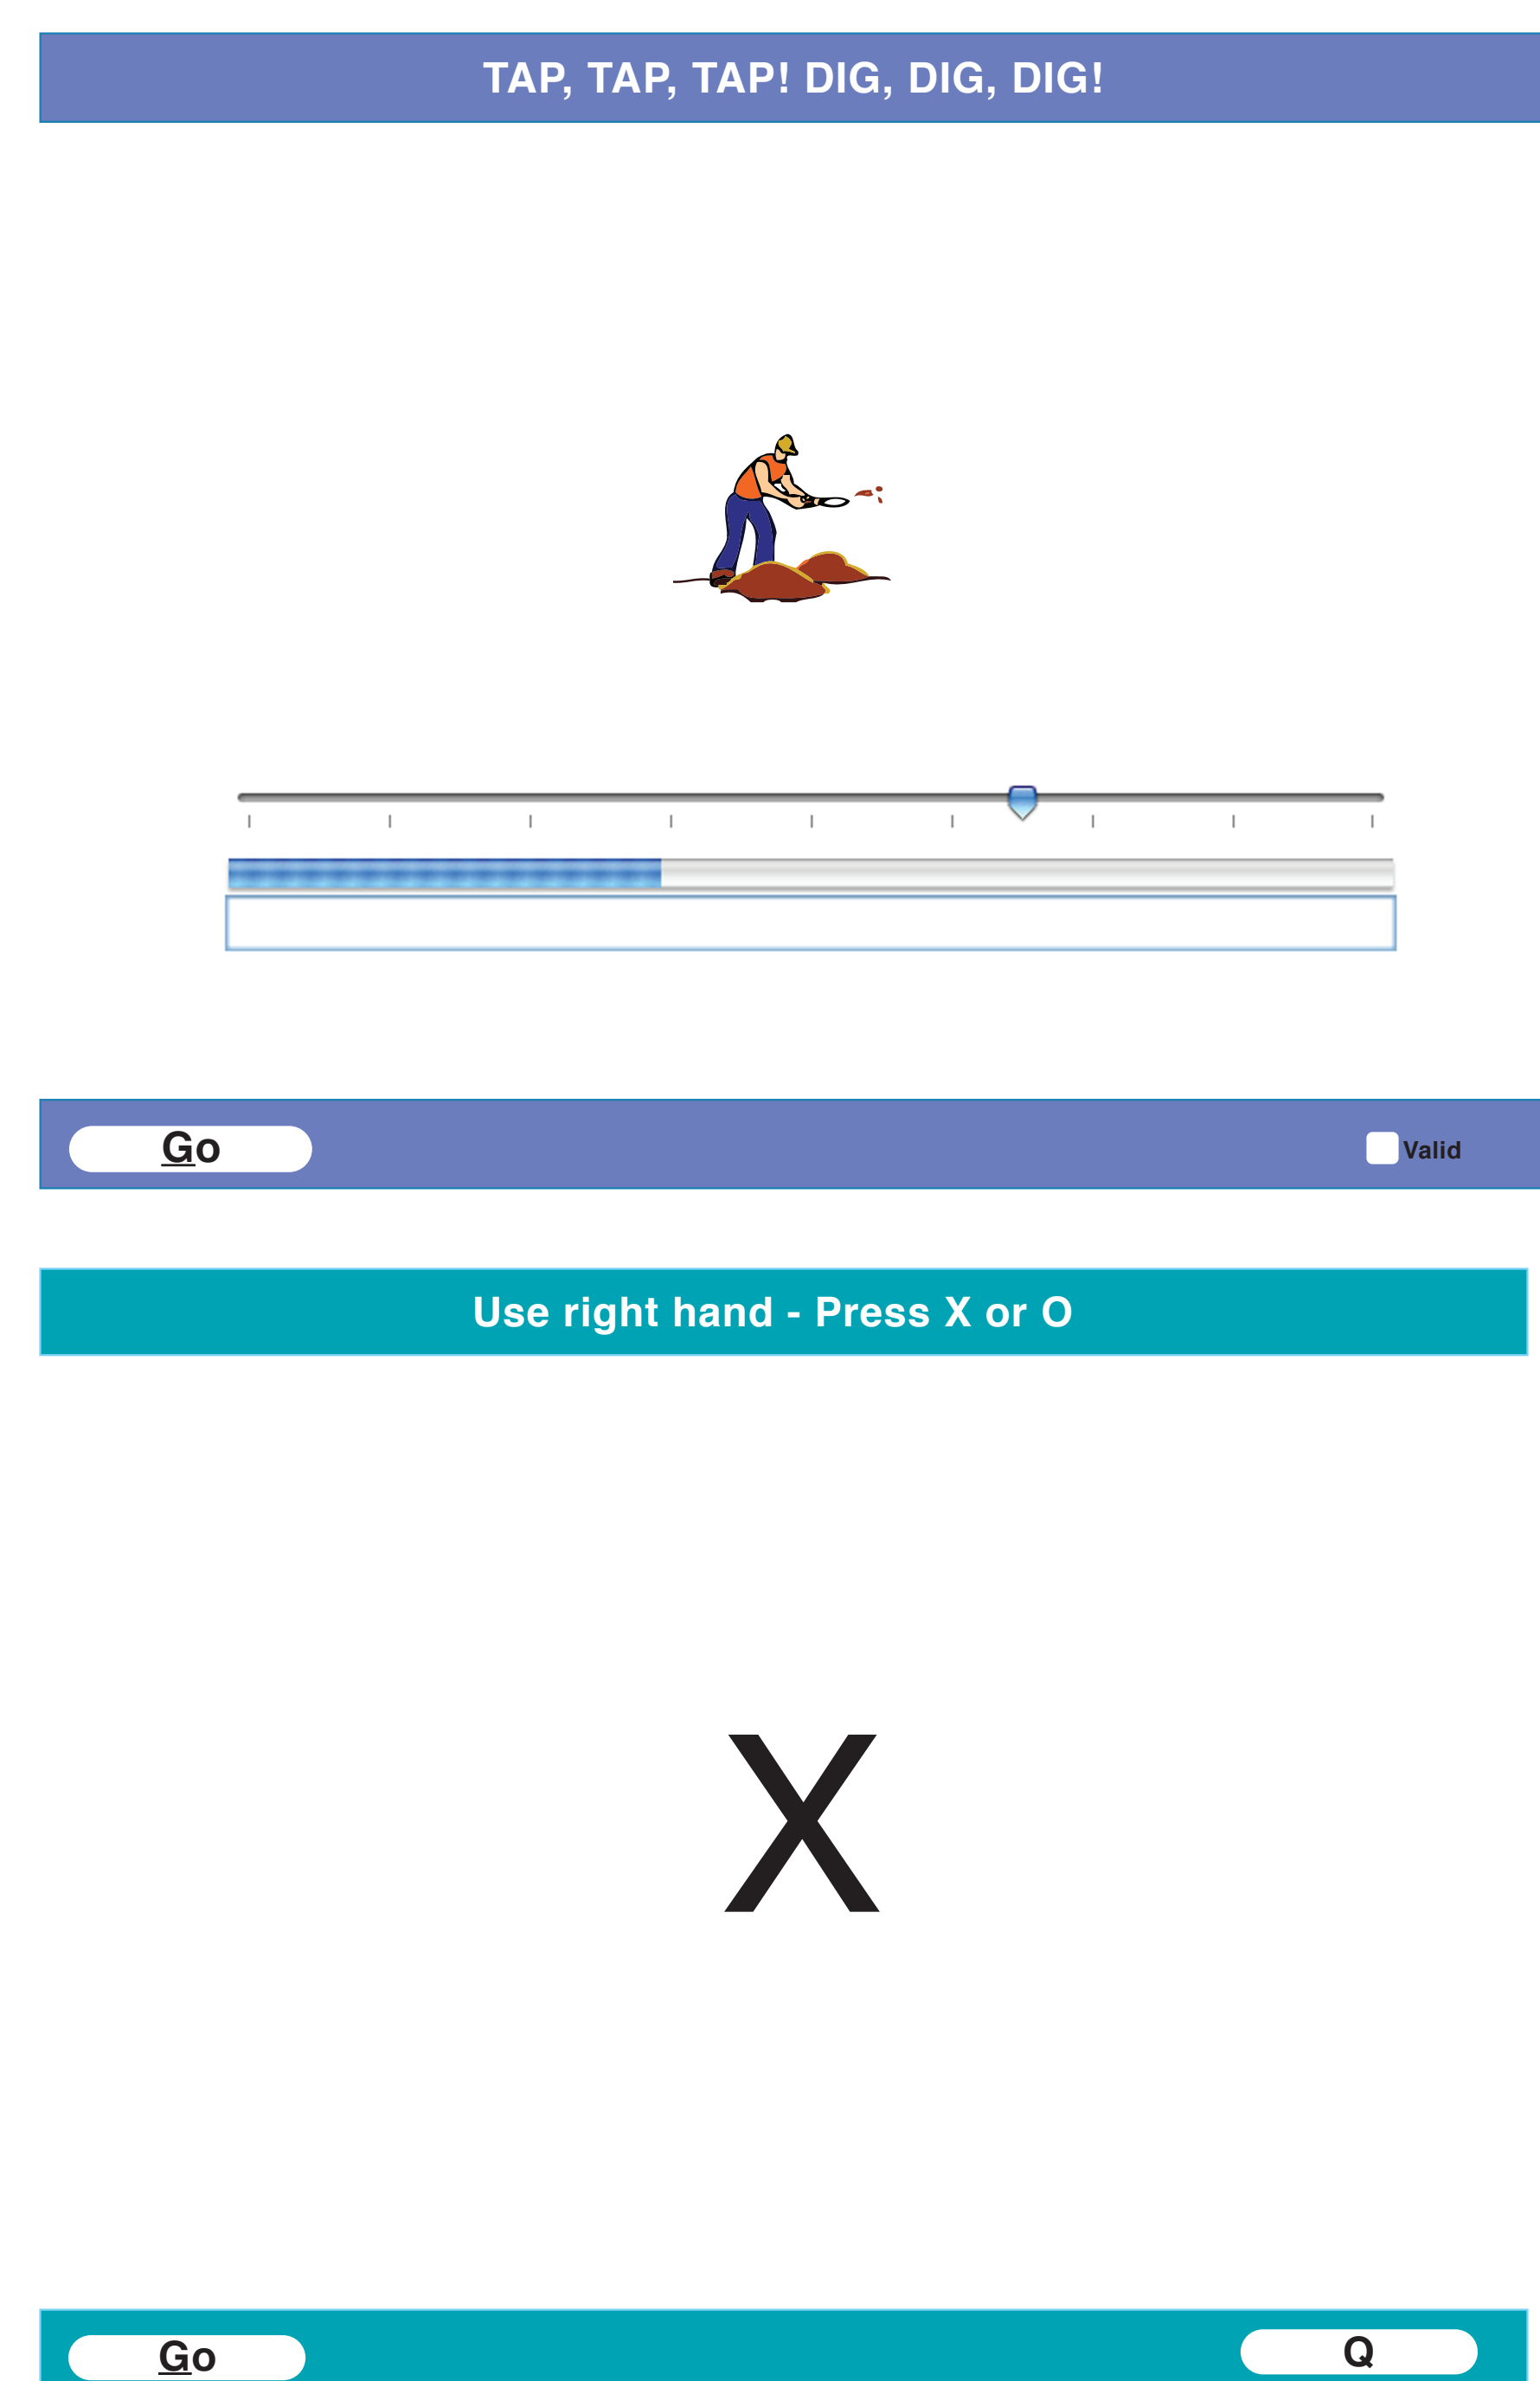 TAP, TAP, TAP! DIG, DIG, DIG!
Go
Valid
Use right hand - Press X or O
X
Go
Q